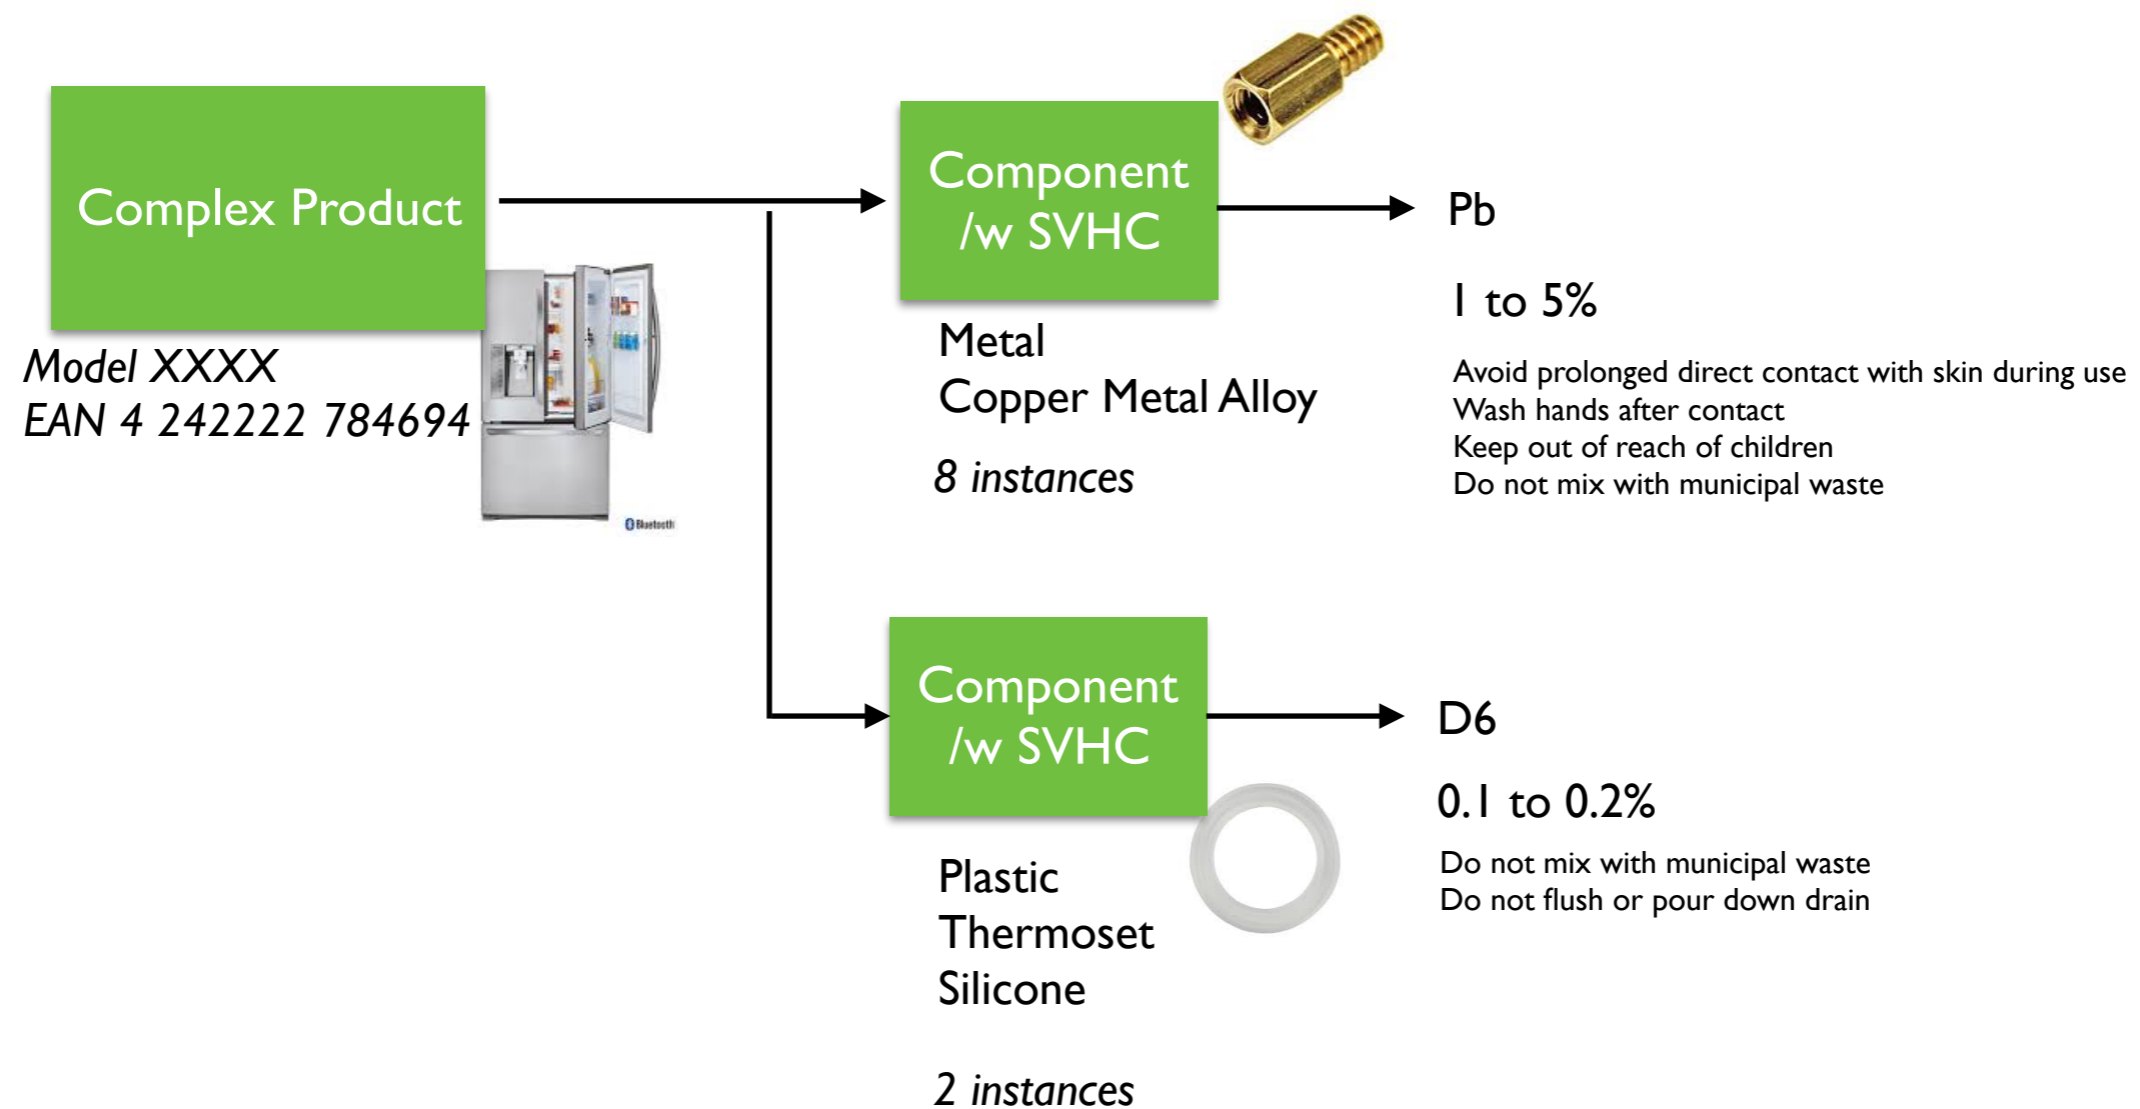 Complex Product
Model XXXX
EAN 4 242222 784694
Bluetooth
Component
/w SVHC
Metal
Copper Metal Alloy
8 instances
Pb
1 to 5%
Avoid prolonged direct contact with skin during use
Wash hands after contact
Keep out of reach of children
Do not mix with municipal waste
Component
/w SVHC
Plastic
Thermoset
Silicone
2 instances
D6
0.1 to 0.2%
Do not mix with municipal waste
Do not flush or pour down drain